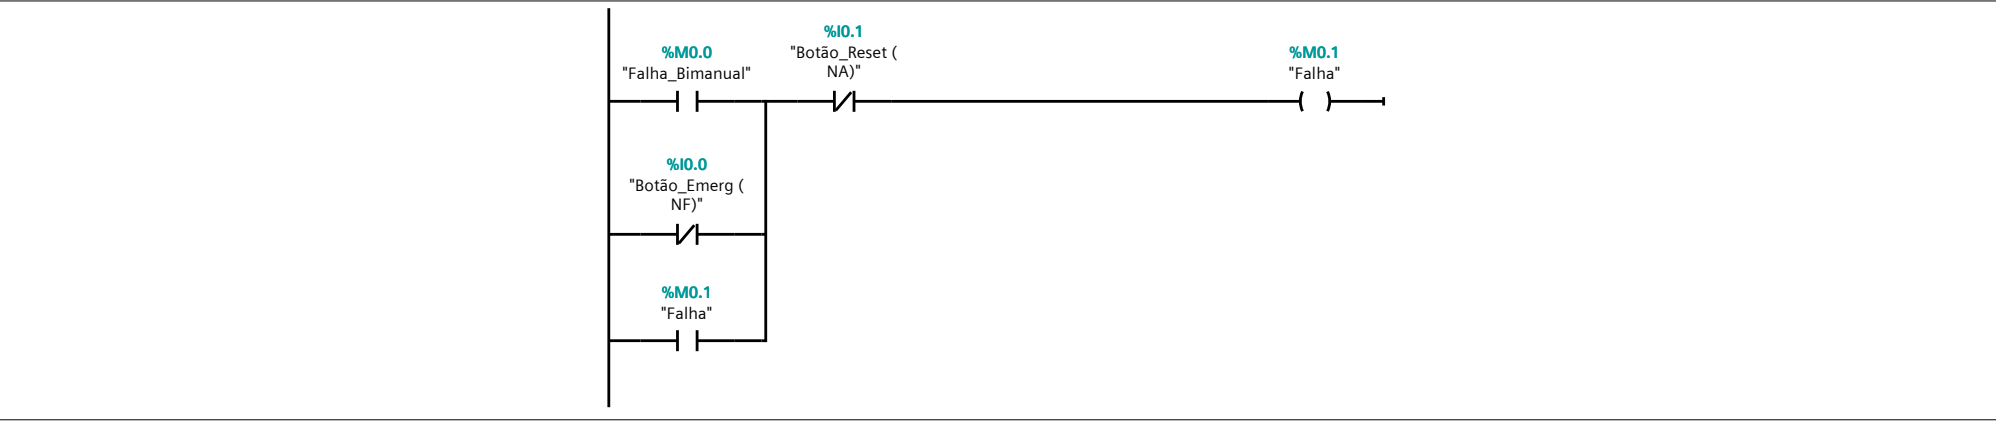 %M0.0
"Falha_Bimanual"
%I0.1
"Botão_Reset (
NA)"
%M0.1
"Falha"
%I0.0
"Botão_Emerg (
NF)"
%M0.1
"Falha"